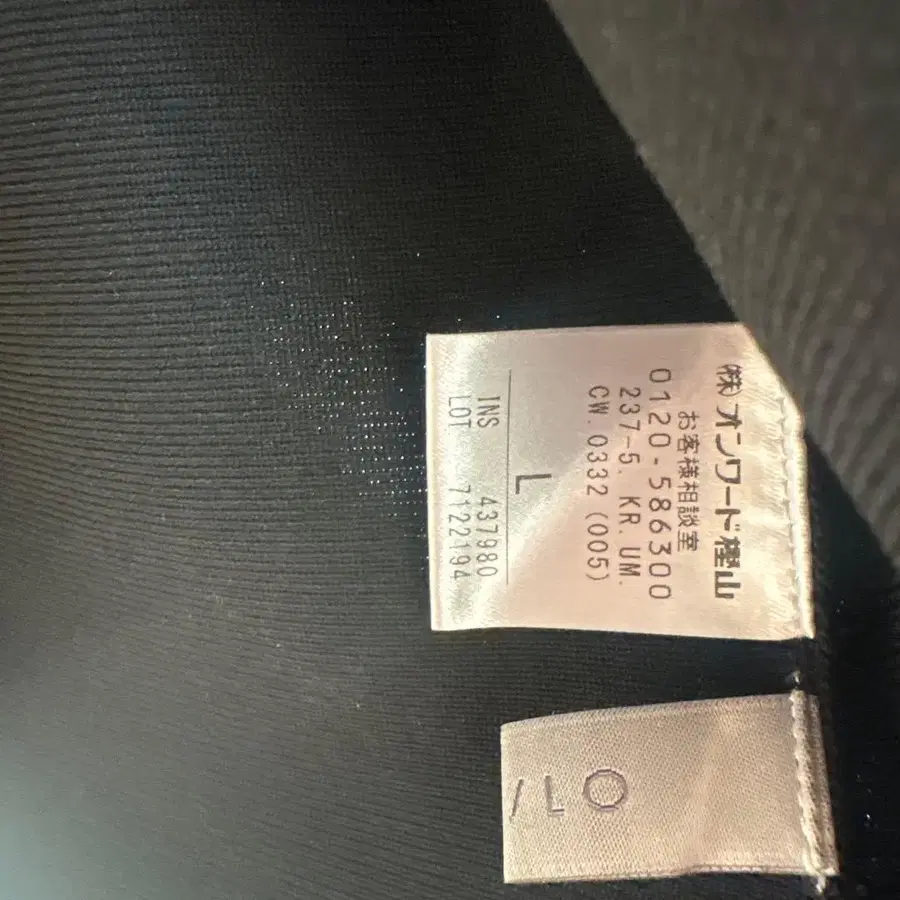 ㈱オンワード樫山
お客様相談室
0120-586300
237-5. KR. UM.
CW. 0332 (005)
L
INS 437980
LOT 7122194